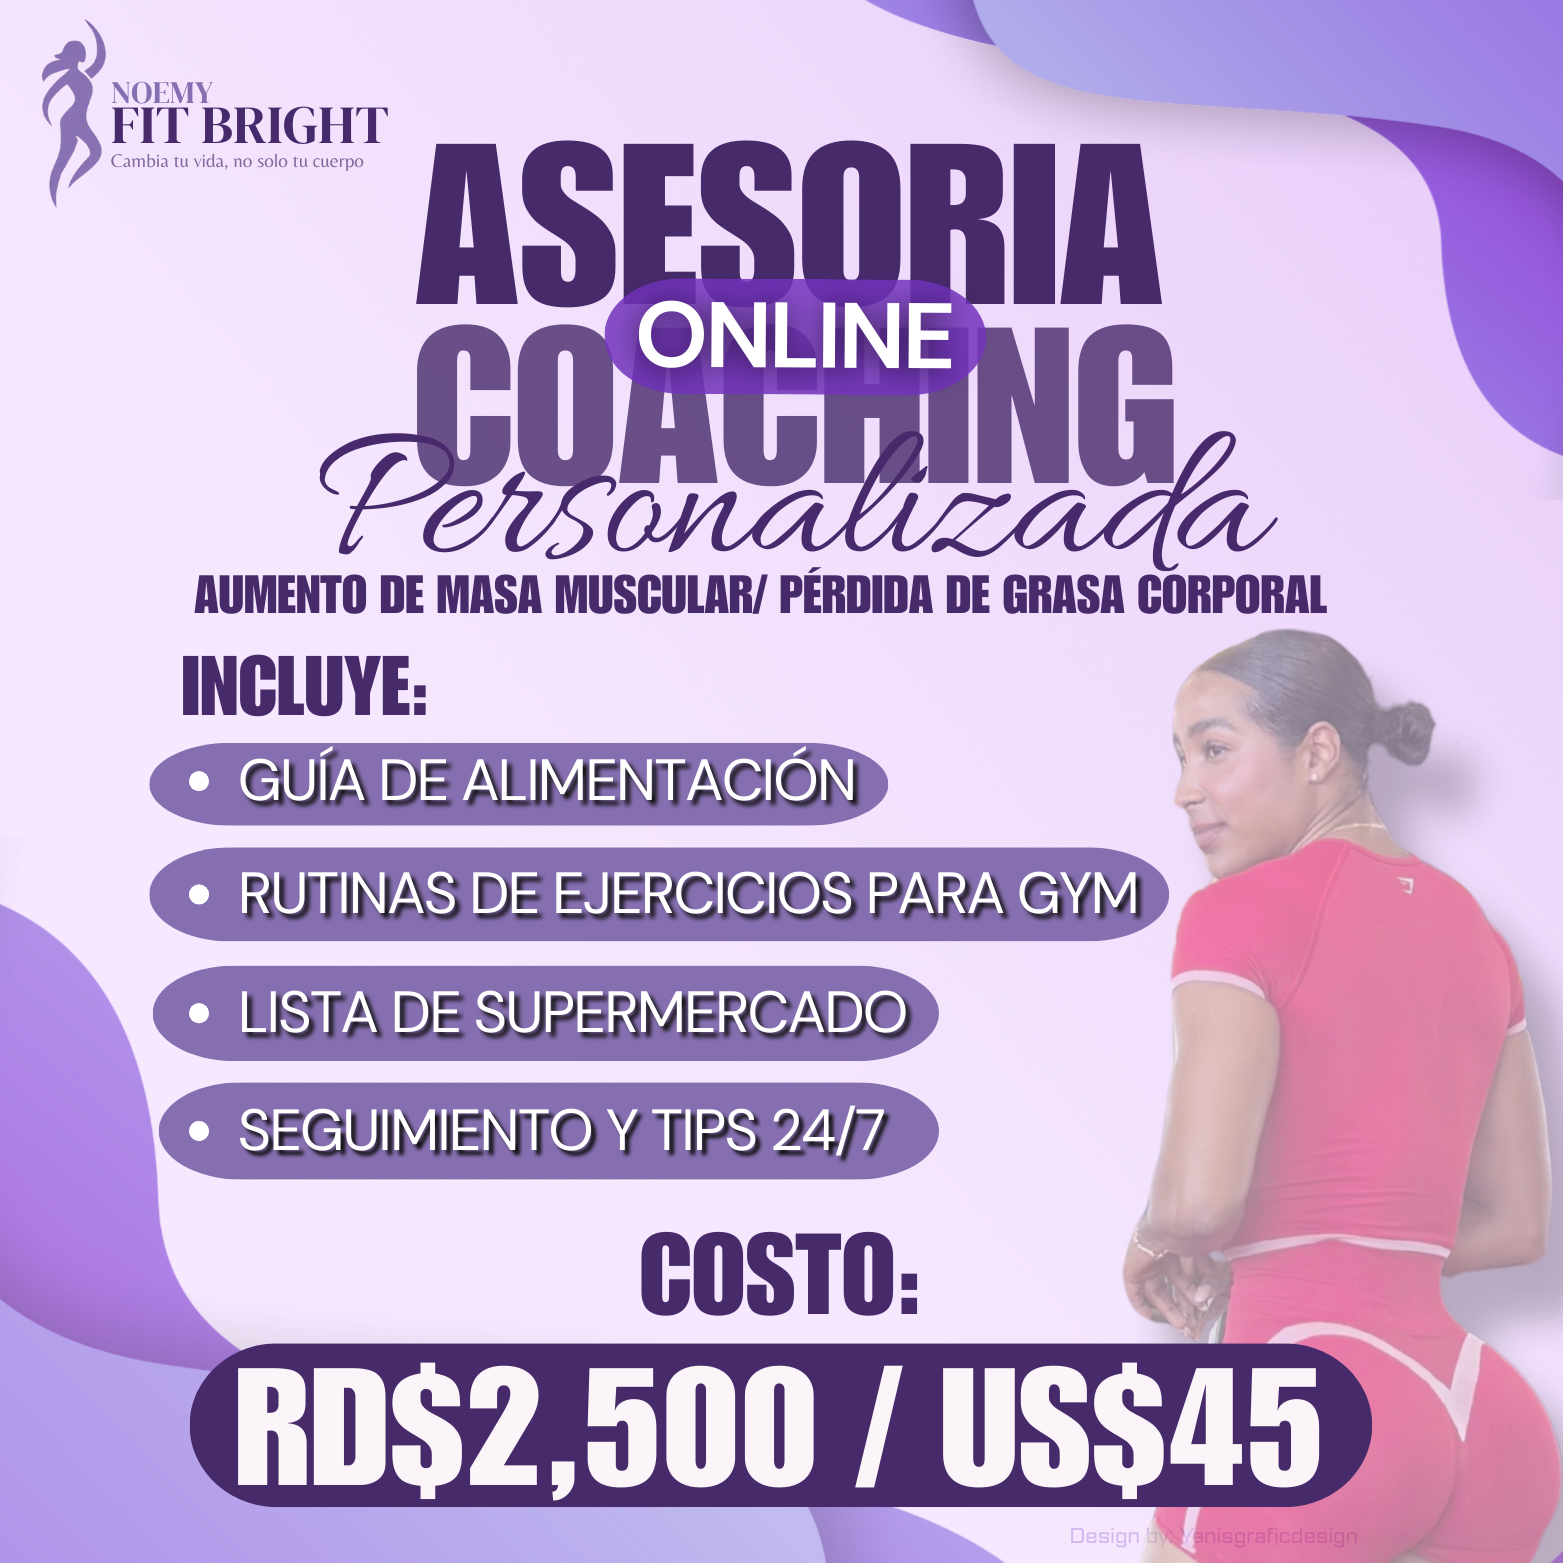 NOEMY
FIT BRIGHT
Cambia tu vida, no solo tu cuerpo
ASESORIA
ONLINE
COACHING
Personalizada
AUMENTO DE MASA MUSCULAR/ PÉRDIDA DE GRASA CORPORAL
INCLUYE:
• GUÍA DE ALIMENTACIÓN
• RUTINAS DE EJERCICIOS PARA GYM
• LISTA DE SUPERMERCADO
• SEGUIMIENTO Y TIPS 24/7
COSTO:
RD$2,500 / US$45
Design by: Yanisgraficdesign